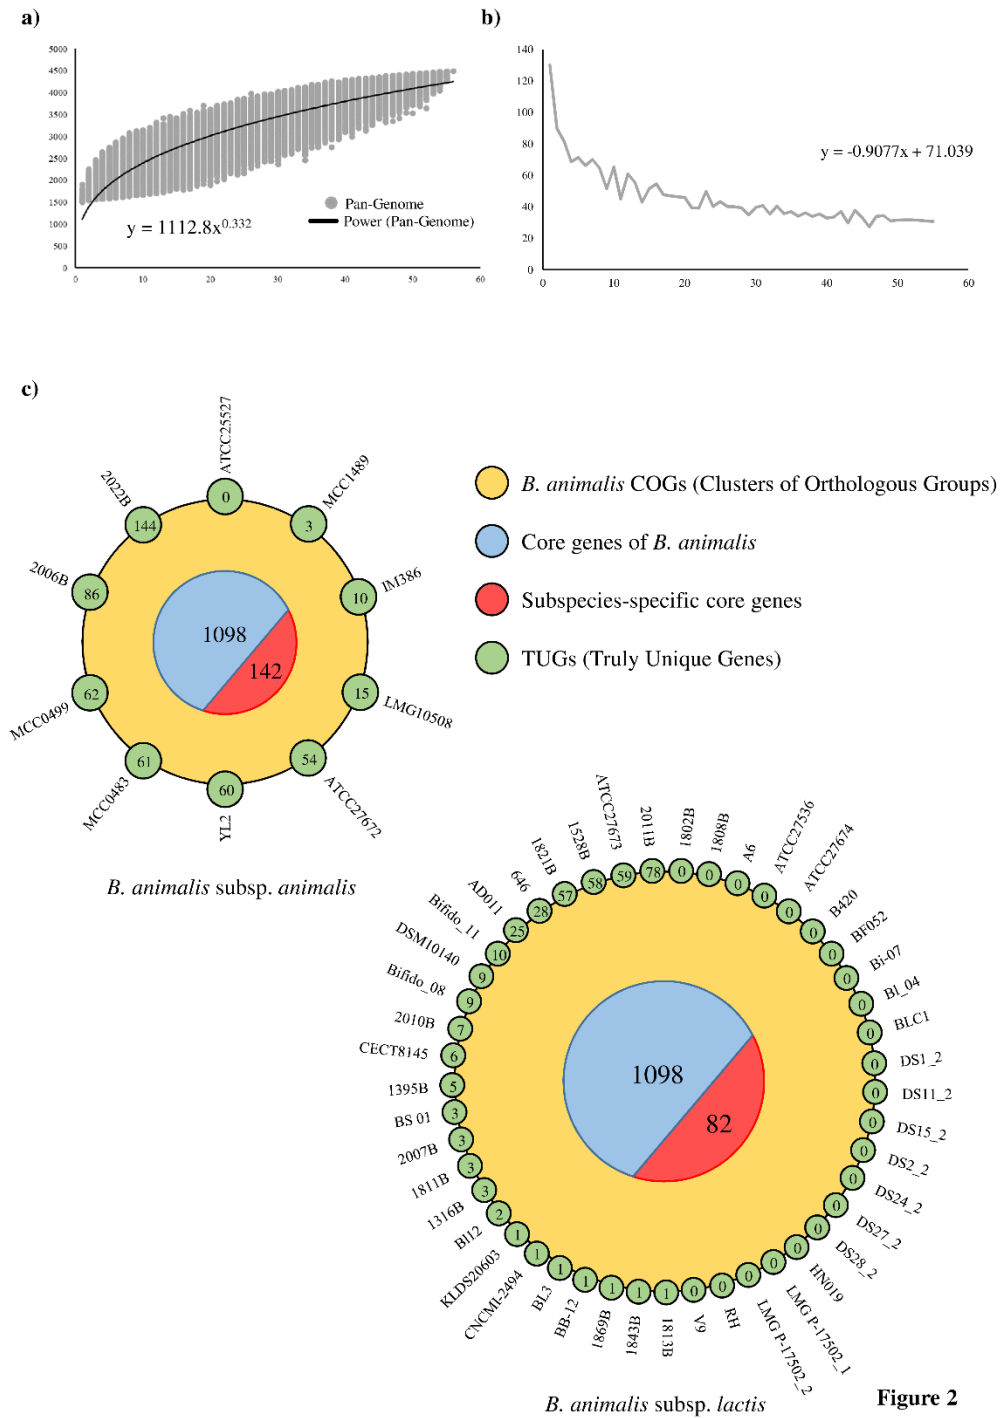 a)
5000
4500
4000
3500
3000
2500
2000
1500
1000
500
0
0
10
20
30
40
50
60
y = 1112.8x^0.332
Pan-Genome
Power (Pan-Genome)
b)
140
120
100
80
60
40
20
0
0
10
20
30
40
50
60
y = -0.9077x + 71.039
c)
ATCC25527
0
MCC1489
3
IM386
10
LMG10508
15
ATCC27672
54
YL2
60
MCC0483
61
MCC0499
62
2006B
86
2022B
144
1098
142
B. animalis subsp. animalis
B. animalis COGs (Clusters of Orthologous Groups)
Core genes of B. animalis
Subspecies-specific core genes
TUGs (Truly Unique Genes)
1802B
0
1808B
0
A6
0
ATCC27536
0
ATCC27674
0
B420
0
BF052
0
Bi-07
0
Bl_04
0
BLC1
0
DS1_2
0
DS11_2
0
DS15_2
0
DS2_2
0
DS24_2
0
DS27_2
0
DS28_2
0
HN019
0
LMG P-17502_1
0
LMG P-17502_2
0
RH
0
V9
0
1813B
1
1843B
1
1869B
1
BB-12
1
BL3
1
CNCMI-2494
1
KLDS20603
1
BI12
2
1316B
3
1811B
3
2007B
3
BS 01
3
1395B
5
CECT8145
6
2010B
7
Bifido_08
9
DSM10140
9
Bifido_11
10
AD011
25
646
28
1821B
57
1528B
58
ATCC27673
59
2011B
78
1098
82
B. animalis subsp. lactis
Figure 2